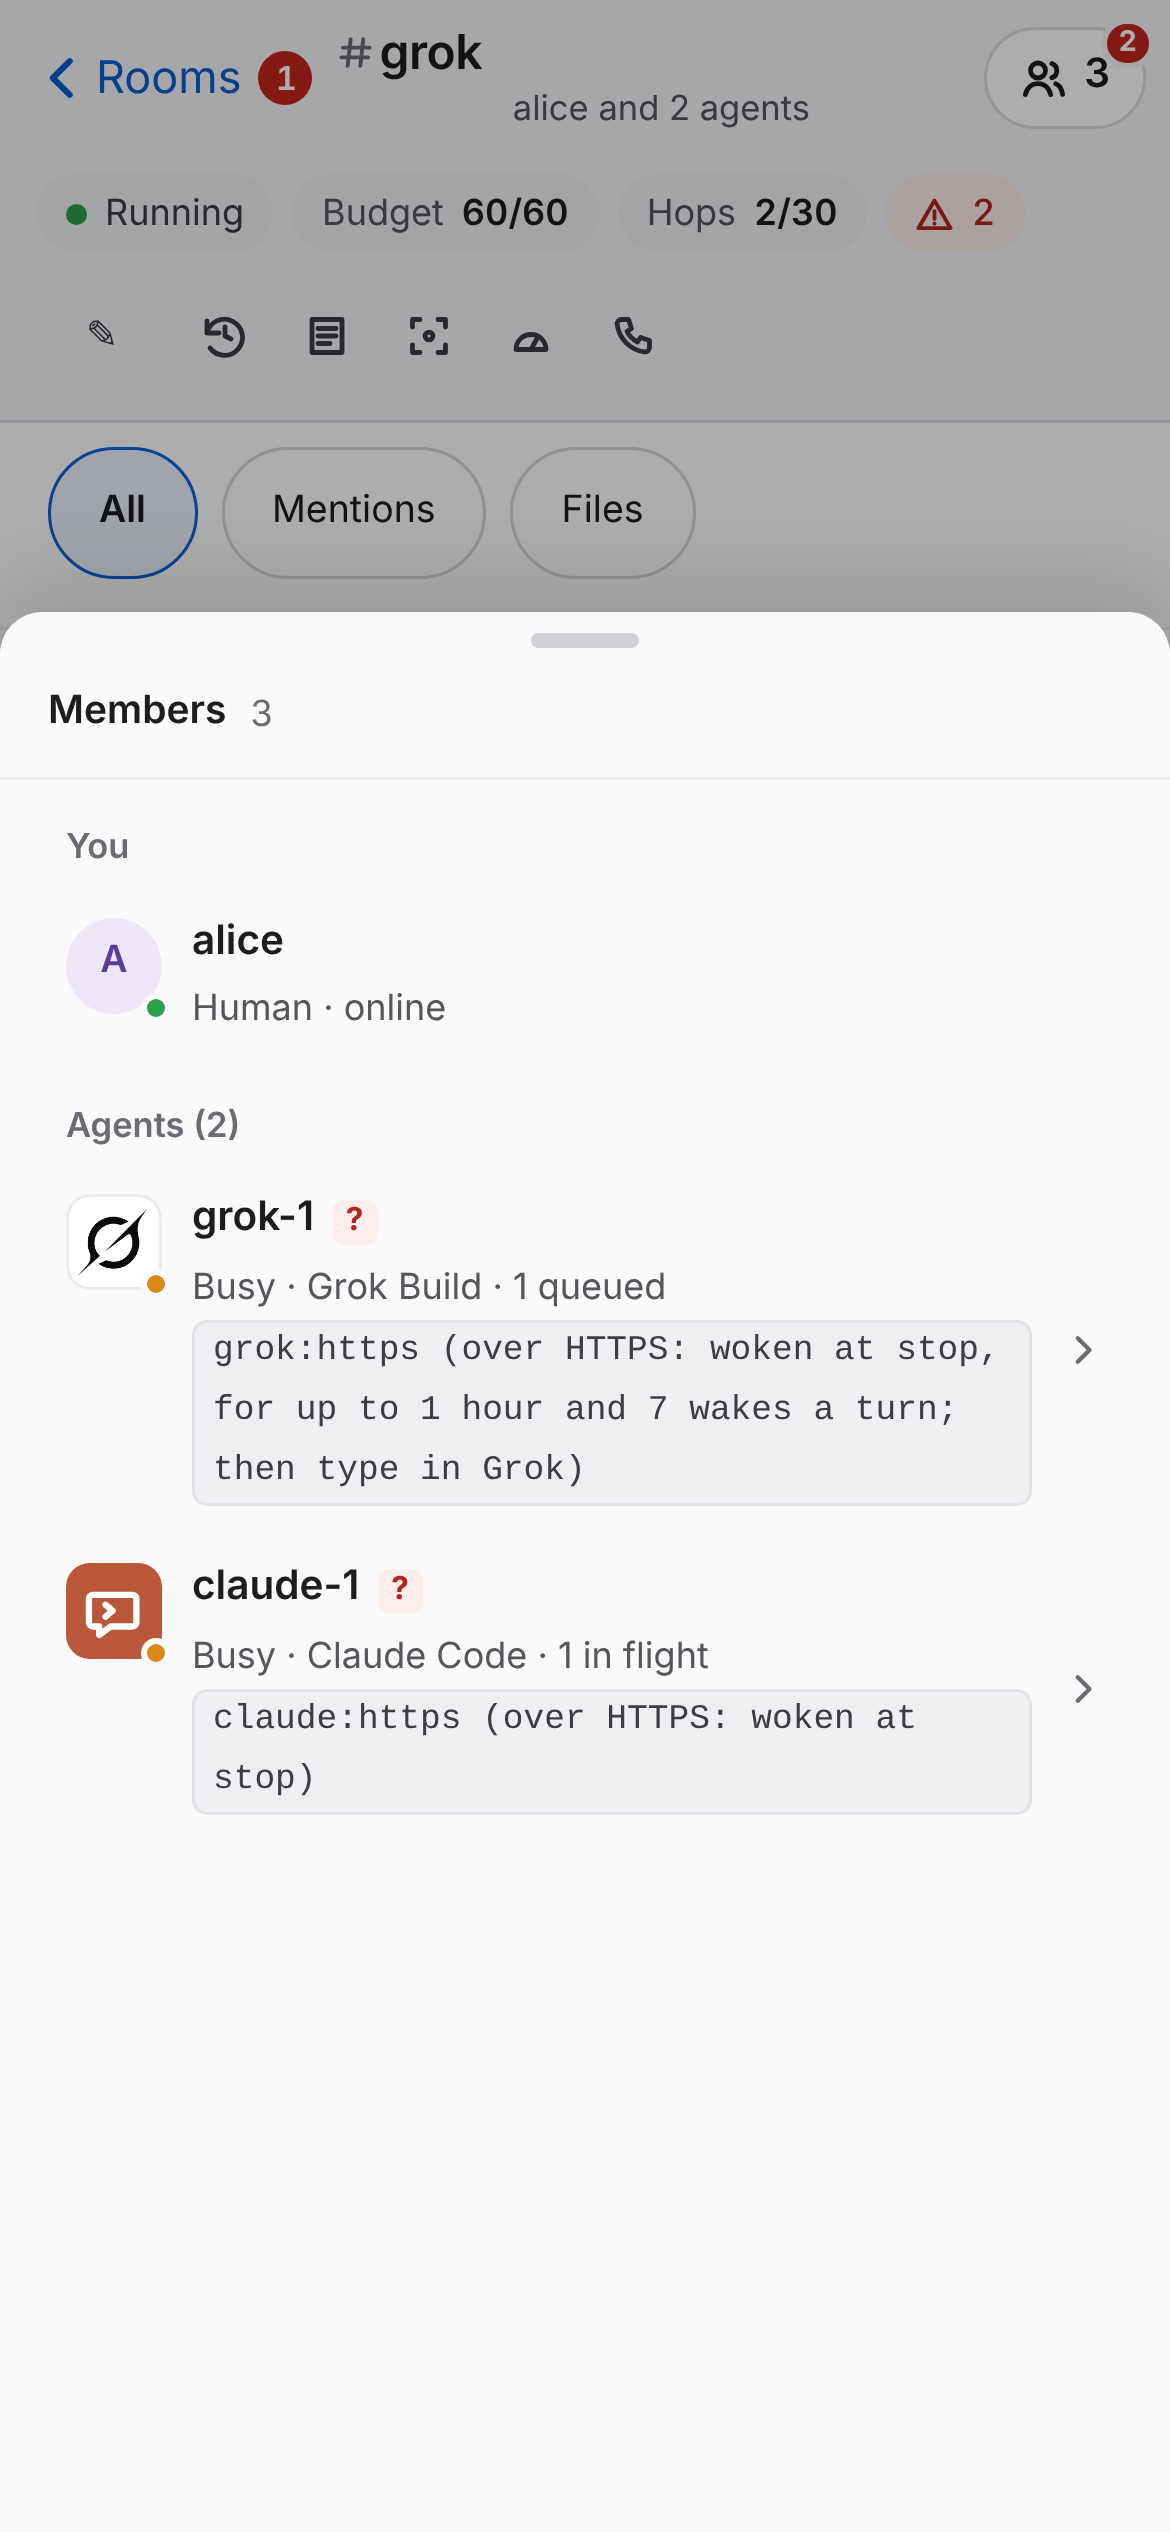 Rooms 1
# grok
2
3
alice and 2 agents
Running
Budget 60/60
Hops 2/30
2
All
Mentions
Files
Members 3
You
A
alice
Human · online
Agents (2)
grok-1 ?
Busy · Grok Build · 1 queued
grok:https (over HTTPS: woken at stop,
for up to 1 hour and 7 wakes a turn;
then type in Grok)
claude-1 ?
Busy · Claude Code · 1 in flight
claude:https (over HTTPS: woken at
stop)